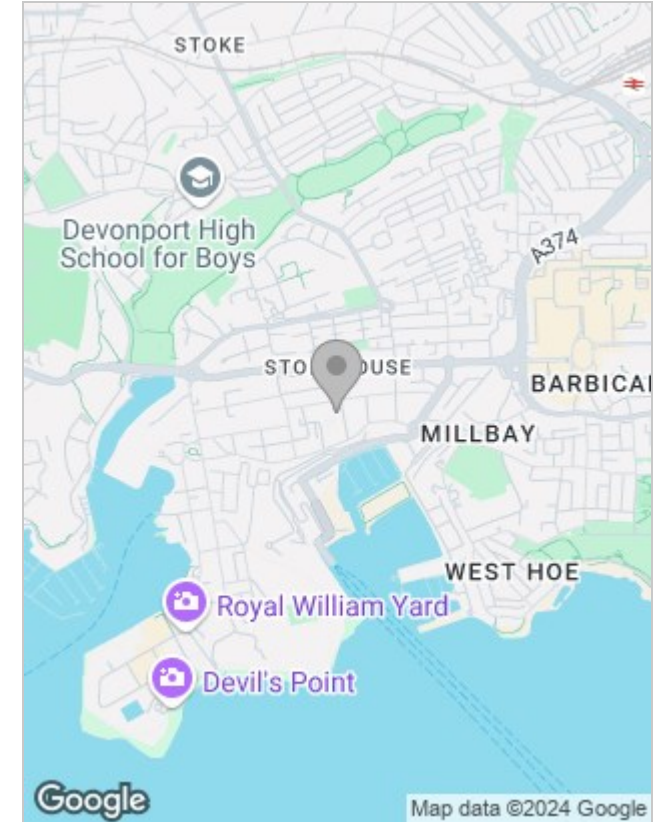 STOKE
Devonport High
School for Boys
A374
STO
OUSE
BARBICA
MILLBAY
WEST HOE
Royal William Yard
Devil's Point
Google
Map data ©2024 Google